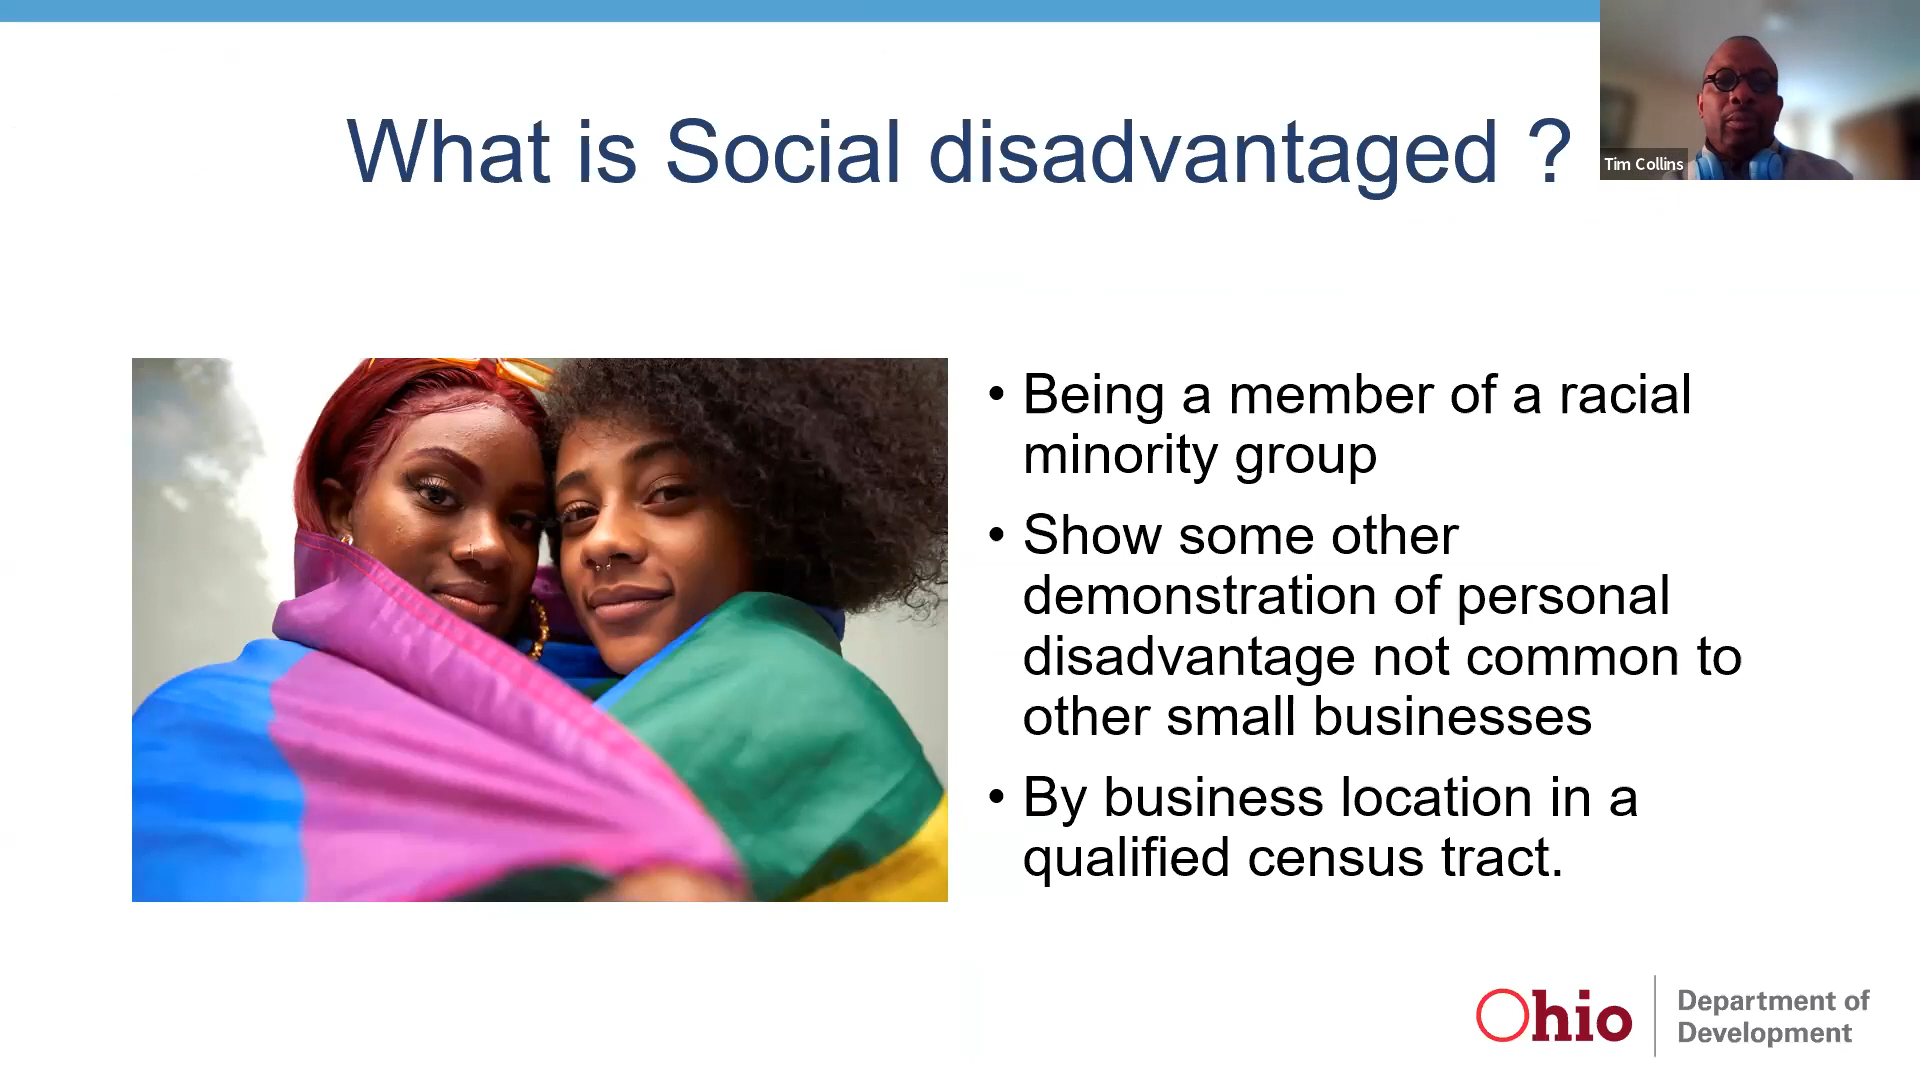 What is Social disadvantaged ?
Tim Collins
• Being a member of a racial
minority group
• Show some other
demonstration of personal
disadvantage not common to
other small businesses
• By business location in a
qualified census tract.
Ohio
Department of
Development